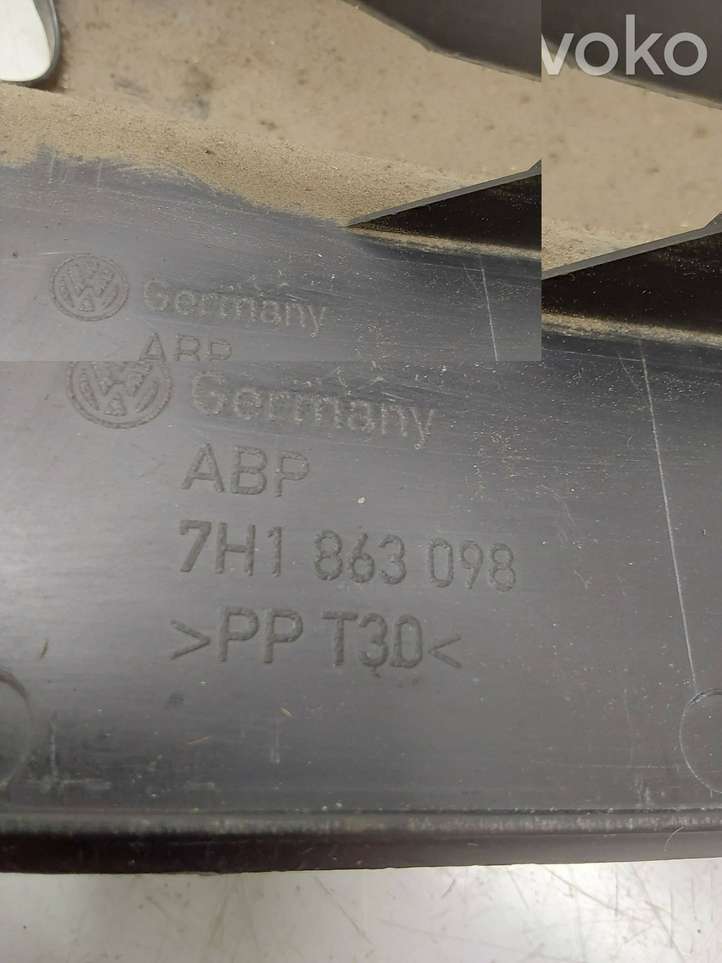 voko
Germany
ABP
Germany
ABP
7H1 863 098
>PP T30<